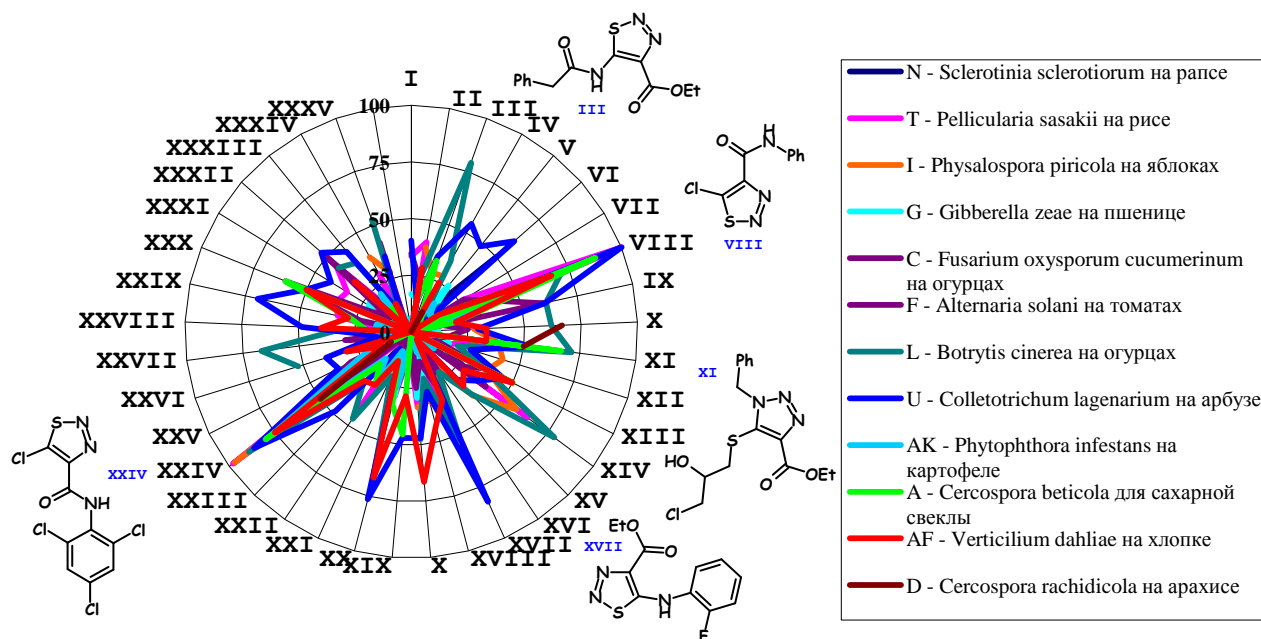 I
II
III
IV
V
VI
VII
VIII
IX
X
XI
XII
XIII
XIV
XV
XVI
XVII
XVIII
X
XIX
XX
XXI
XXII
XXIII
XXIV
XXV
XXVI
XXVII
XXVIII
XXIX
XXX
XXXI
XXXII
XXXIII
XXXIV
XXXV
100
75
50
25
0
N
S
N
O
Ph
N
H
O
OEt
III
H
O
N
Ph
Cl
N
S
N
VIII
Ph
XI
N
N
N
S
HO
O
OEt
Cl
EtO
O
XVII
N
N
S
N
H
F
S
N
N
Cl
XXIV
O
NH
Cl
Cl
Cl
N - Sclerotinia sclerotiorum на рапсе
T - Pellicularia sasakii на рисе
I - Physalospora piricola на яблоках
G - Gibberella zeae на пшенице
C - Fusarium oxysporum cucumerinum
на огурцах
F - Alternaria solani на томатах
L - Botrytis cinerea на огурцах
U - Colletotrichum lagenarium на арбузе
AK - Phytophthora infestans на
картофеле
A - Cercospora beticola для сахарной
свеклы
AF - Verticilium dahliae на хлопке
D - Cercospora rachidicola на арахисе